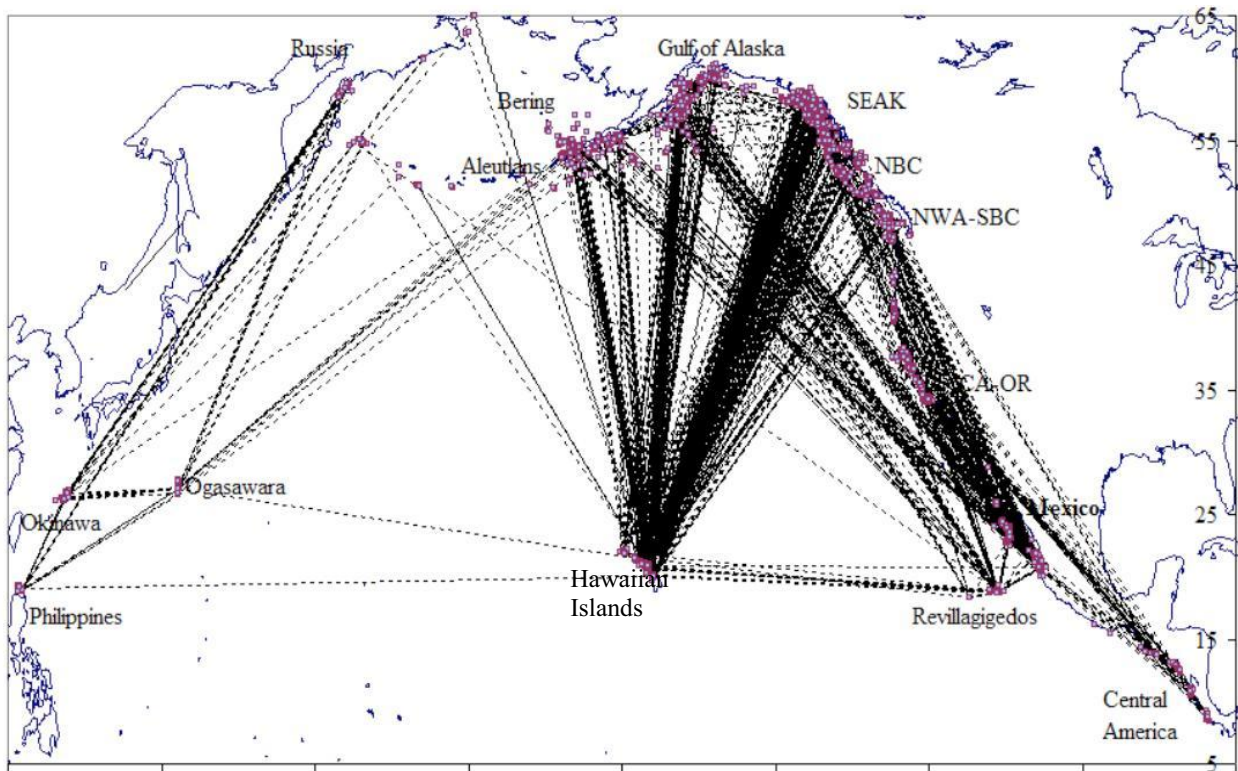 65
Russia
Gulf of Alaska
Bering
SEAK
55
Aleutians
NBC
NWA-SBC
45
CA-OR
35
Ogasawara
Mexico
Okinawa
25
Hawaiian
Islands
Philippines
Revillagigedos
15
Central
America
5